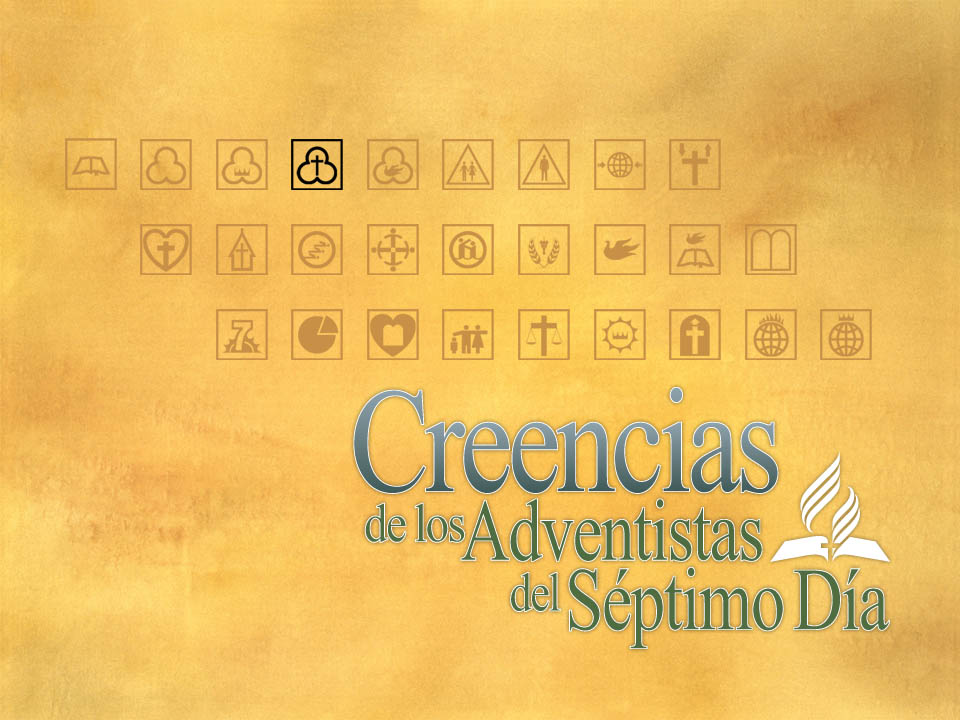 Creencias
de los Adventistas
del Séptimo Día